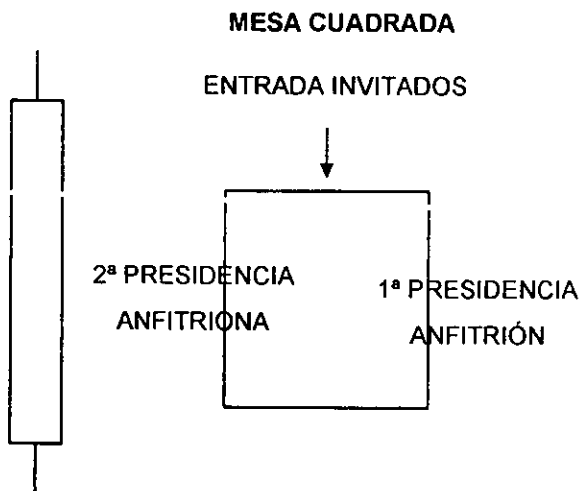 MESA CUADRADA
ENTRADA INVITADOS
2ª PRESIDENCIA
ANFITRIONA
1ª PRESIDENCIA
ANFITRIÓN